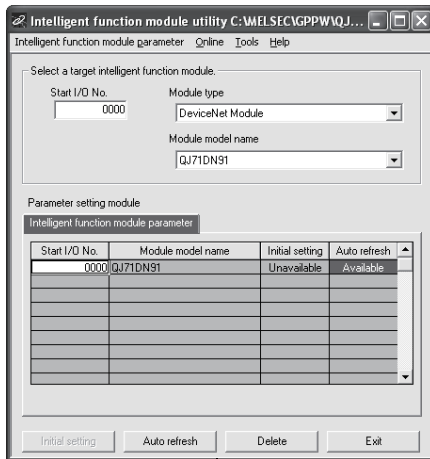 Intelligent function module utility C:\MELSEC\GPPW\QJ...
Intelligent function module parameter Online Tools Help
Select a target intelligent function module.
Start I/O No. Module type
0000 DeviceNet Module
Module model name
QJ71DN91
Parameter setting module
Intelligent function module parameter
Start I/O No. Module model name Initial setting Auto refresh
0000 QJ71DN91 Unavailable Available
Initial setting Auto refresh Delete Exit